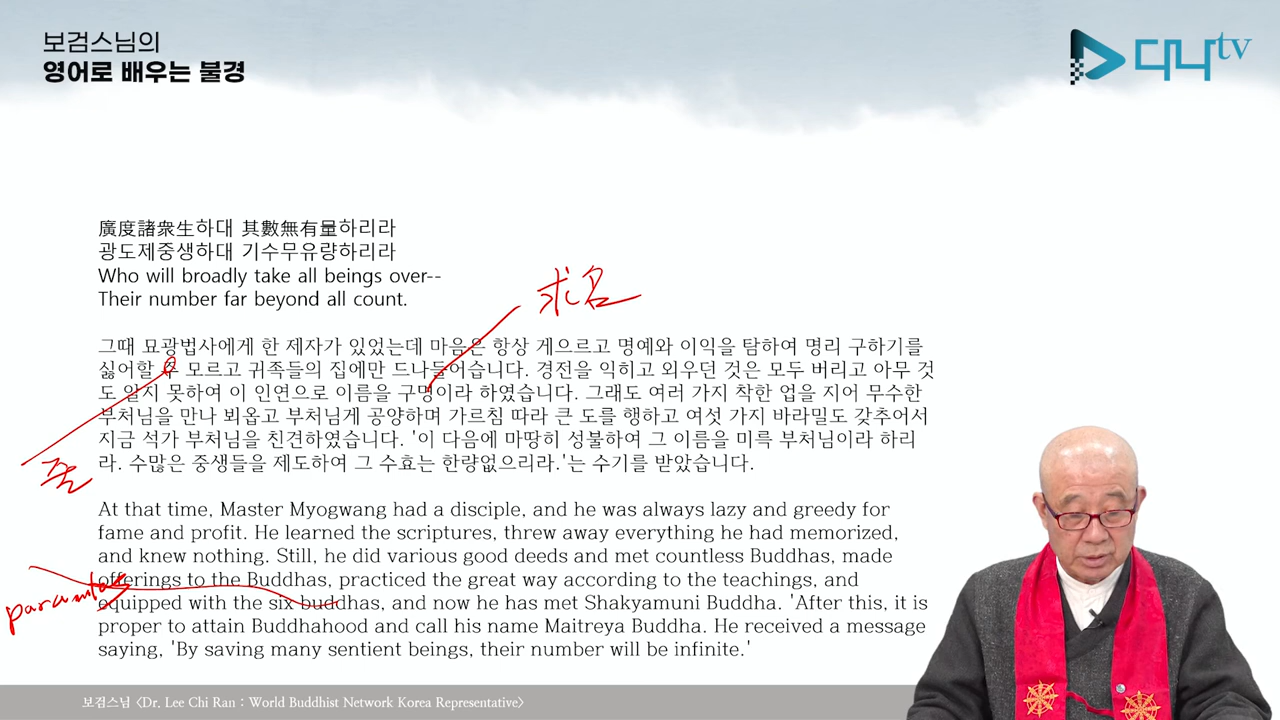 보검스님의
영어로 배우는 불경
디나tv
廣度諸衆生하대 其數無有量하리라
광도제중생하대 기수무유량하리라
Who will broadly take all beings over--
Their number far beyond all count.
求名
그때 묘광법사에게 한 제자가 있었는데 마음은 항상 게으르고 명예와 이익을 탐하여 명리 구하기를
싫어할 주 모르고 귀족들의 집에만 드나들어습니다. 경전을 익히고 외우던 것은 모두 버리고 아무 것
도 알지 못하여 이 인연으로 이름을 구명이라 하였습니다. 그래도 여러 가지 착한 업을 지어 무수한
부처님을 만나 뵈옵고 부처님게 공양하며 가르침 따라 큰 도를 행하고 여섯 가지 바라밀도 갖추어서
지금 석가 부처님을 친견하였습니다. '이 다음에 마땅히 성불하여 그 이름을 미륵 부처님이라 하리
라. 수많은 중생들을 제도하여 그 수효는 한량없으리라.'는 수기를 받았습니다.
줄
At that time, Master Myogwang had a disciple, and he was always lazy and greedy for
fame and profit. He learned the scriptures, threw away everything he had memorized,
and knew nothing. Still, he did various good deeds and met countless Buddhas, made
offerings to the Buddhas, practiced the great way according to the teachings, and
equipped with the six buddhas, and now he has met Shakyamuni Buddha. 'After this, it is
proper to attain Buddhahood and call his name Maitreya Buddha. He received a message
saying, 'By saving many sentient beings, their number will be infinite.'
보검스님 <Dr. Lee Chi Ran : World Buddhist Network Korea Representative>